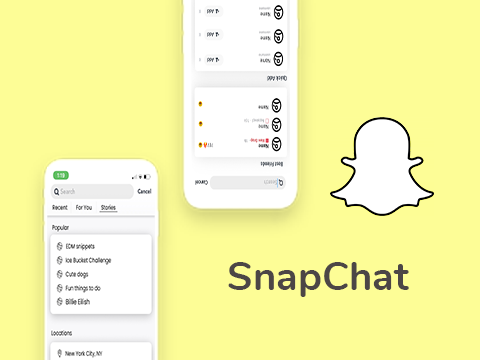 Cancel
Search
Best Friends
Name
Name
Name
Quick Add
Name
+ Add
Name
+ Add
Name
+ Add
1:18
Search
Cancel
Recent For You Stories
Popular
EDM snippets
Ice Bucket Challenge
Cute dogs
Fun things to do
Billie Eilish
Locations
New York City, NY
SnapChat